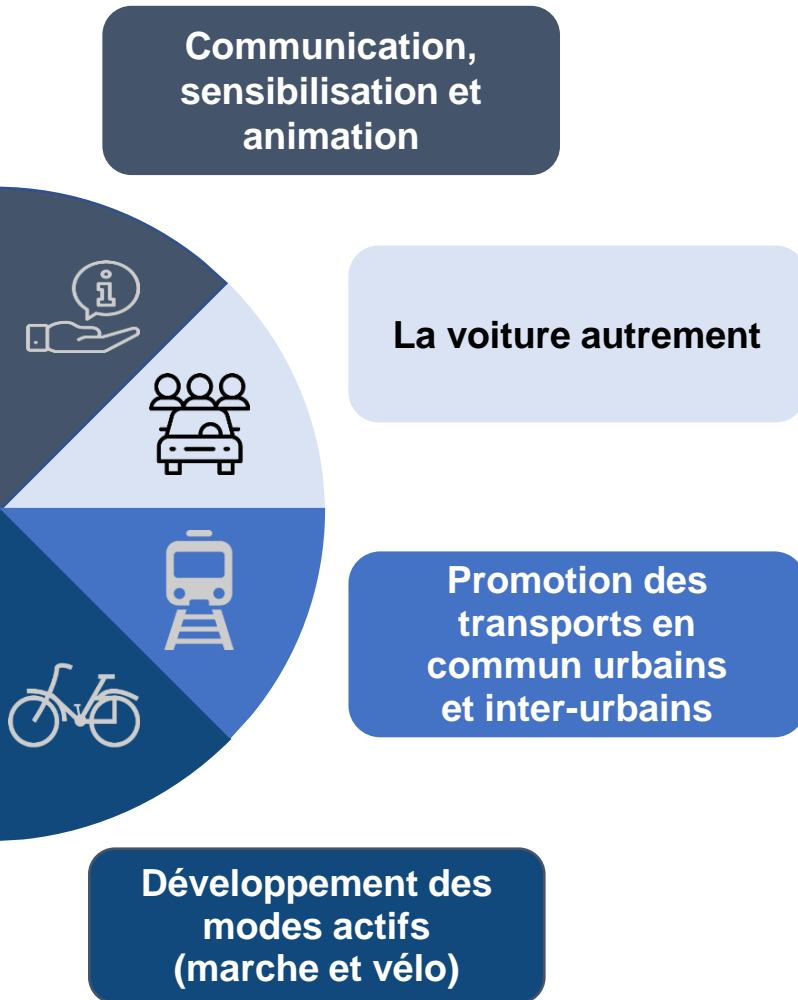 Communication,
sensibilisation et
animation
La voiture autrement
Promotion des
transports en
commun urbains
et inter-urbains
Développement des
modes actifs
(marche et vélo)